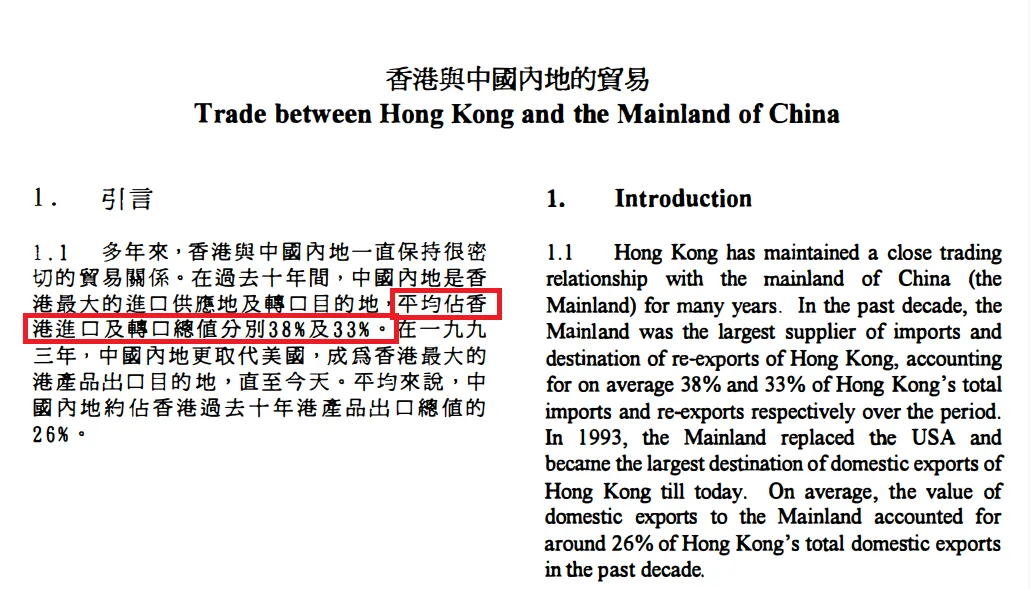 香港與中國內地的貿易
Trade between Hong Kong and the Mainland of China
1. 引言
1.1 多年來，香港與中國內地一直保持很密
切的貿易關係。在過去十年間，中國內地是香
港最大的進口供應地及轉口目的地，平均佔香
港進口及轉口總值分別38%及33%。在一九九
三年，中國內地更取代美國，成爲香港最大的
港產品出口目的地，直至今天。平均來說，中
國內地約佔香港過去十年港產品出口總值的
26%。
1. Introduction
1.1 Hong Kong has maintained a close trading
relationship with the mainland of China (the
Mainland) for many years. In the past decade, the
Mainland was the largest supplier of imports and
destination of re-exports of Hong Kong, accounting
for on average 38% and 33% of Hong Kong's total
imports and re-exports respectively over the period.
In 1993, the Mainland replaced the USA and
became the largest destination of domestic exports of
Hong Kong till today. On average, the value of
domestic exports to the Mainland accounted for
around 26% of Hong Kong's total domestic exports
in the past decade.